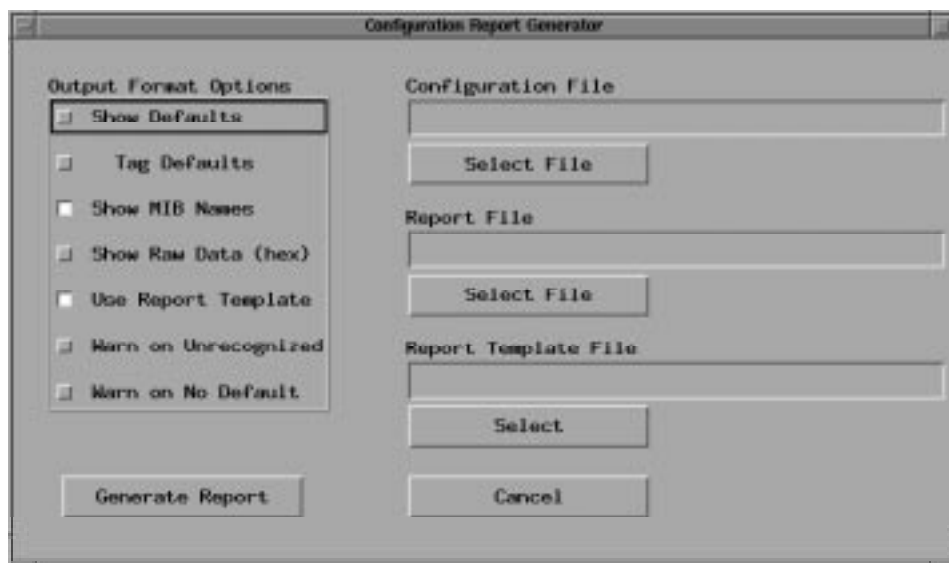 Configuration Report Generator
Output Format Options
Show Defaults
Tag Defaults
Show MIB Names
Show Raw Data (hex)
Use Report Template
Warn on Unrecognized
Warn on No Default
Generate Report
Configuration File
Select File
Report File
Select File
Report Template File
Select
Cancel